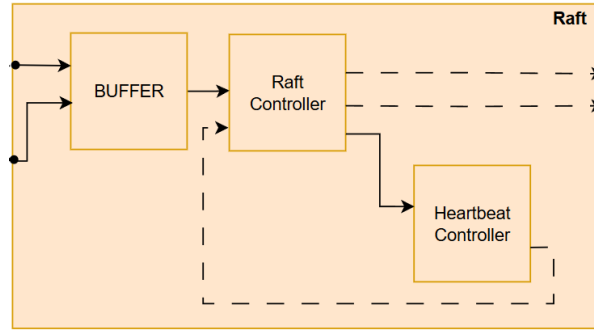 Raft
BUFFER
Raft
Controller
Heartbeat
Controller